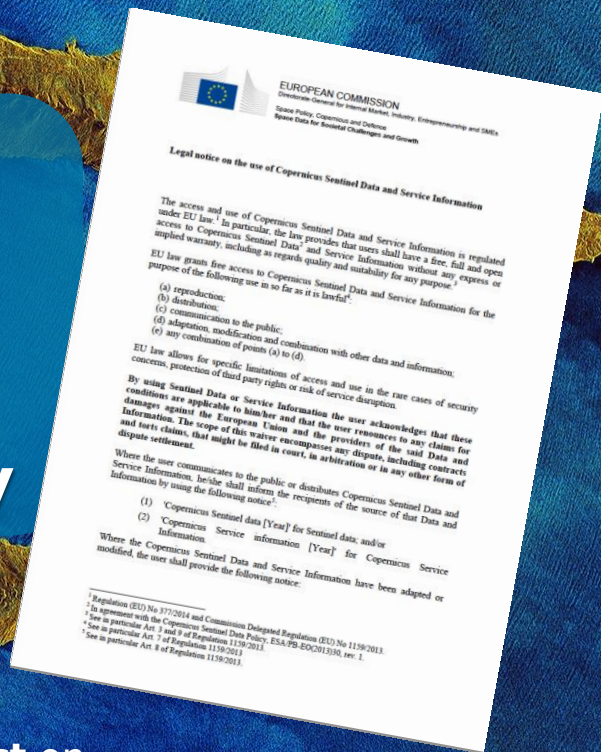 EUROPEAN COMMISSION
Directorate-General for Internal Market, Industry, Entrepreneurship and SMEs
Space Policy, Copernicus and Defence
Space Data for Societal Challenges and Growth
Legal notice on the use of Copernicus Sentinel Data and Service Information
The access and use of Copernicus Sentinel Data and Service Information is regulated
under EU law.1 In particular, the law provides that users shall have a free, full and open
access to Copernicus Sentinel Data2 and Service Information without any express or
implied warranty, including as regards quality and suitability for any purpose.3
EU law grants free access to Copernicus Sentinel Data and Service Information for the
purpose of the following use in so far as it is lawful4:
(a) reproduction;
(b) distribution;
(c) communication to the public;
(d) adaptation, modification and combination with other data and information;
(e) any combination of points (a) to (d).
EU law allows for specific limitations of access and use in the rare cases of security
concerns, protection of third party rights or risk of service disruption.
By using Sentinel Data or Service Information the user acknowledges that these
conditions are applicable to him/her and that the user renounces to any claims for
damages against the European Union and the providers of the said Data and
Information. The scope of this waiver encompasses any dispute, including contracts
and torts claims, that might be filed in court, in arbitration or in any other form of
dispute settlement.
Where the user communicates to the public or distributes Copernicus Sentinel Data and
Service Information, he/she shall inform the recipients of the source of that Data and
Information by using the following notice5:
(1) 'Copernicus Sentinel data [Year]' for Sentinel data; and/or
(2) 'Copernicus Service information [Year]' for Copernicus Service
Information.
Where the Copernicus Sentinel Data and Service Information have been adapted or
modified, the user shall provide the following notice:
1 Regulation (EU) No 377/2014 and Commission Delegated Regulation (EU) No 1159/2013.
2 In agreement with the Copernicus Sentinel Data Policy, ESA/PB-EO(2013)30, rev. 1.
3 See in particular Art. 3 and 9 of Regulation 1159/2013
4 See in particular Art. 7 of Regulation 1159/2013
5 See in particular Art. 8 of Regulation 1159/2013.